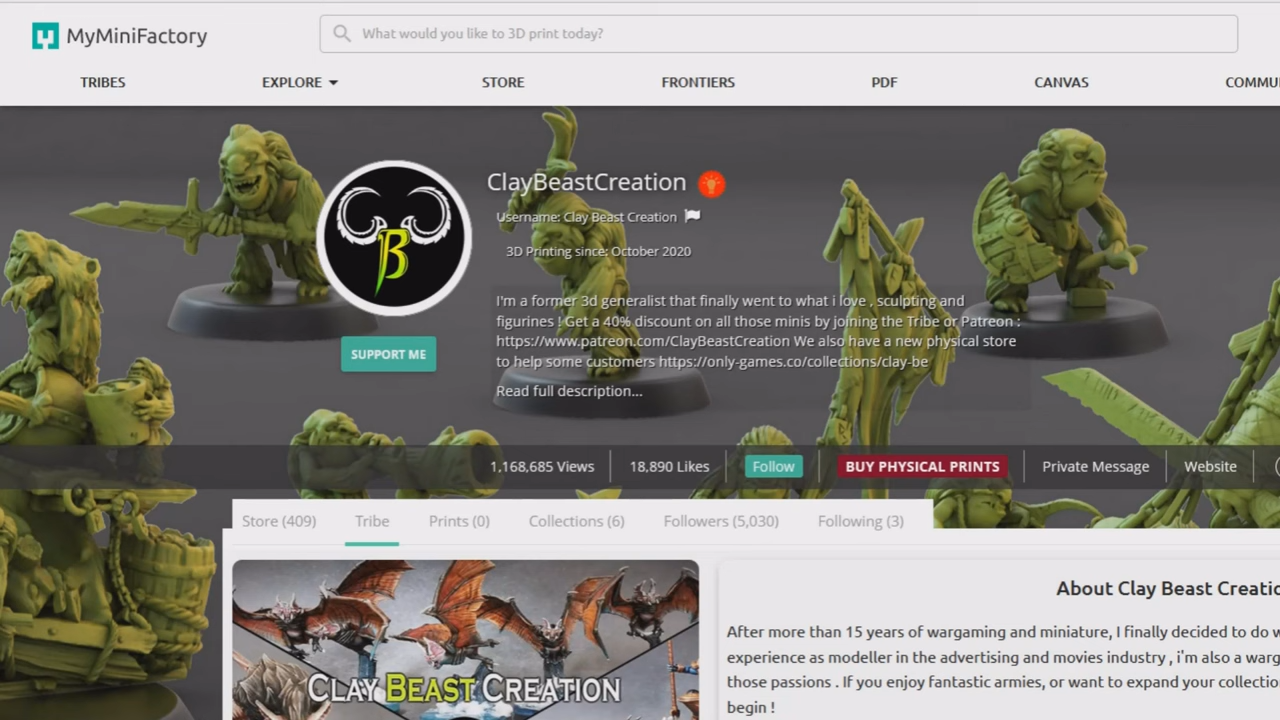 MyMiniFactory
What would you like to 3D print today?
TRIBES
EXPLORE
STORE
FRONTIERS
PDF
CANVAS
ClayBeastCreation
Username: Clay Beast Creation
3D Printing since: October 2020
I'm a former 3d generalist that finally went to what i love , sculpting and
figurines ! Get a 40% discount on all those minis by joining the Tribe or Patreon :
https://www.patreon.com/ClayBeastCreation We also have a new physical store
to help some customers https://only-games.co/collections/clay-be
Read full description...
B
SUPPORT ME
1,168,685 Views
18,890 Likes
Follow
BUY PHYSICAL PRINTS
Private Message
Website
Store (409)
Tribe
Prints (0)
Collections (6)
Followers (5,030)
Following (3)
CLAY BEAST CREATION
About Clay Beast Creatio
After more than 15 years of wargaming and miniature, I finally decided to do
experience as modeller in the advertising and movies industry , i'm also a warg
those passions . If you enjoy fantastic armies, or want to expand your collectio
begin !